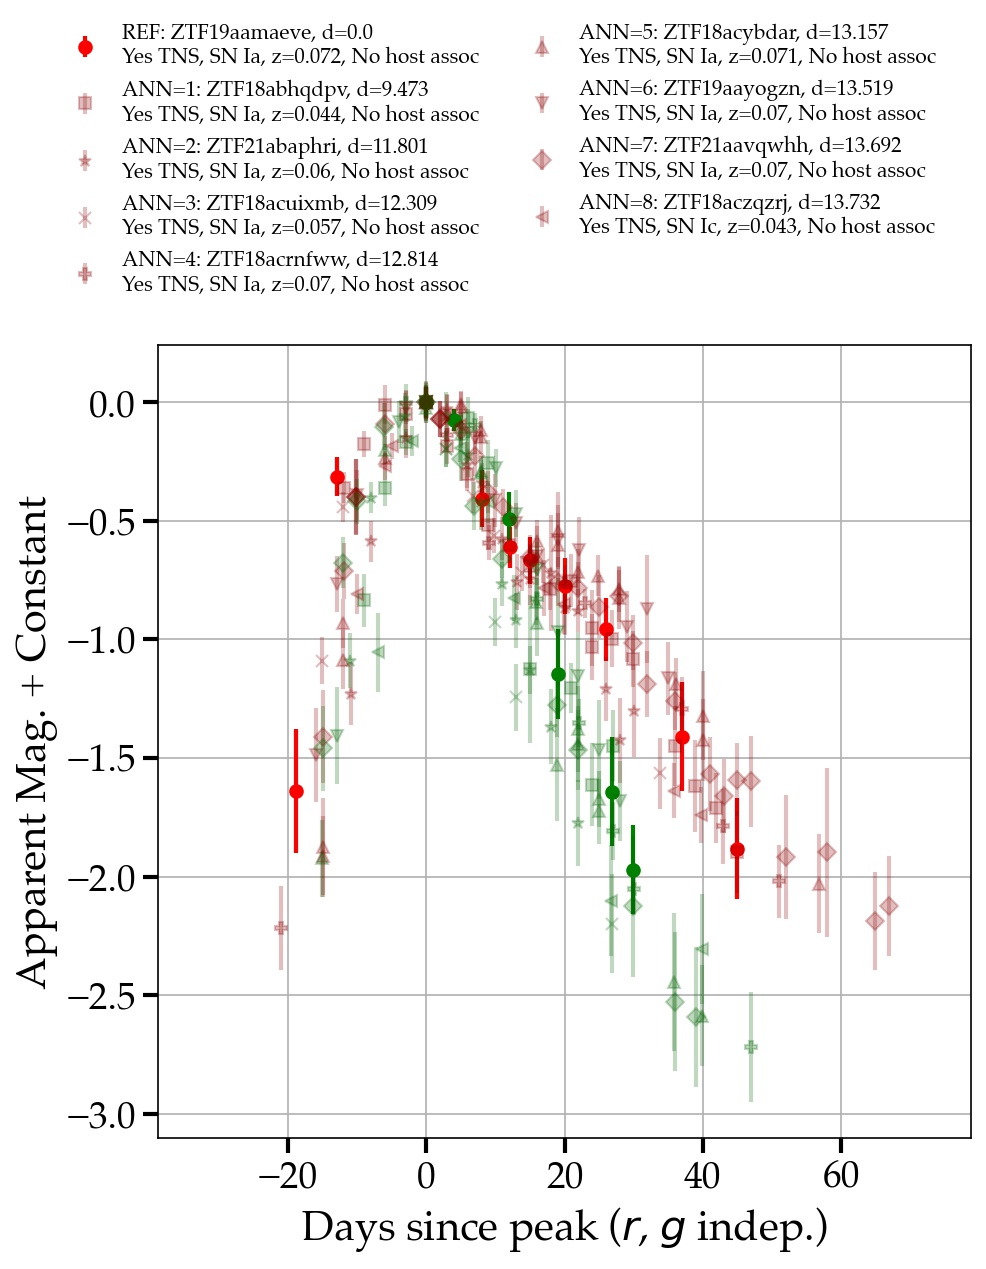 REF: ZTF19aamaeve, d=0.0
Yes TNS, SN Ia, z=0.072, No host assoc
ANN=1: ZTF18abhqdpv, d=9.473
Yes TNS, SN Ia, z=0.044, No host assoc
ANN=2: ZTF21abaphri, d=11.801
Yes TNS, SN Ia, z=0.06, No host assoc
ANN=3: ZTF18acuixmb, d=12.309
Yes TNS, SN Ia, z=0.057, No host assoc
ANN=4: ZTF18acrnfww, d=12.814
Yes TNS, SN Ia, z=0.07, No host assoc
ANN=5: ZTF18acybdar, d=13.157
Yes TNS, SN Ia, z=0.071, No host assoc
ANN=6: ZTF19aayogzn, d=13.519
Yes TNS, SN Ia, z=0.07, No host assoc
ANN=7: ZTF21aavqwhh, d=13.692
Yes TNS, SN Ia, z=0.07, No host assoc
ANN=8: ZTF18aczqzrj, d=13.732
Yes TNS, SN Ic, z=0.043, No host assoc
Apparent Mag. + Constant
0.0
−0.5
−1.0
−1.5
−2.0
−2.5
−3.0
−20
0
20
40
60
Days since peak (r, g indep.)